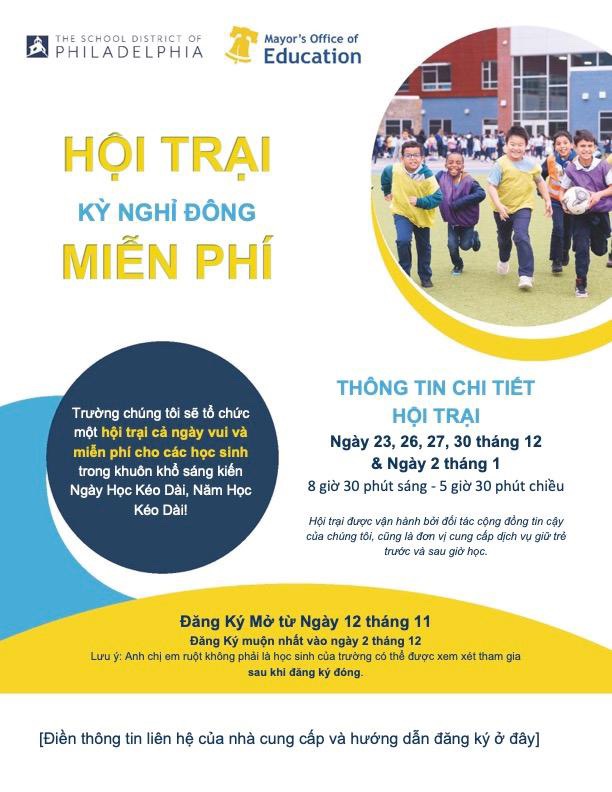 THE SCHOOL DISTRICT OF
PHILADELPHIA
Mayor's Office of
Education
HỘI TRẠI
KỲ NGHỈ ĐÔNG
MIỄN PHÍ
Trường chúng tôi sẽ tổ chức
một hội trại cả ngày vui và
miễn phí cho các học sinh
trong khuôn khổ sáng kiến
Ngày Học Kéo Dài, Năm Học
Kéo Dài!
THÔNG TIN CHI TIẾT
HỘI TRẠI
Ngày 23, 26, 27, 30 tháng 12
& Ngày 2 tháng 1
8 giờ 30 phút sáng - 5 giờ 30 phút chiều
Hội trại được vận hành bởi đối tác cộng đồng tin cậy
của chúng tôi, cũng là đơn vị cung cấp dịch vụ giữ trẻ
trước và sau giờ học.
Đăng Ký Mở từ Ngày 12 tháng 11
Đăng Ký muộn nhất vào ngày 2 tháng 12
Lưu ý: Anh chị em ruột không phải là học sinh của trường có thể được xem xét tham gia
sau khi đăng ký đóng.
[Điền thông tin liên hệ của nhà cung cấp và hướng dẫn đăng ký ở đây]